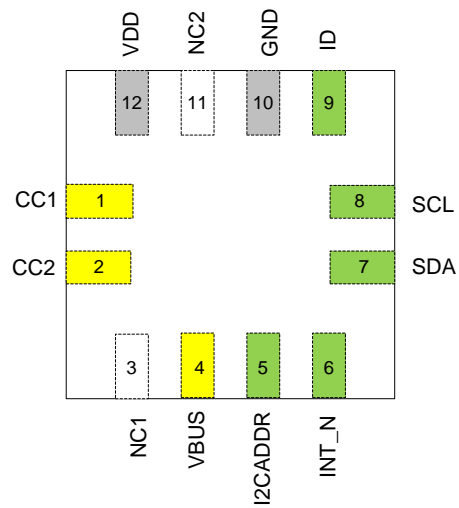 VDD
NC2
GND
ID
12
11
10
9
CC1
1
8
SCL
CC2
2
7
SDA
3
4
5
6
NC1
VBUS
I2CADDR
INT_N